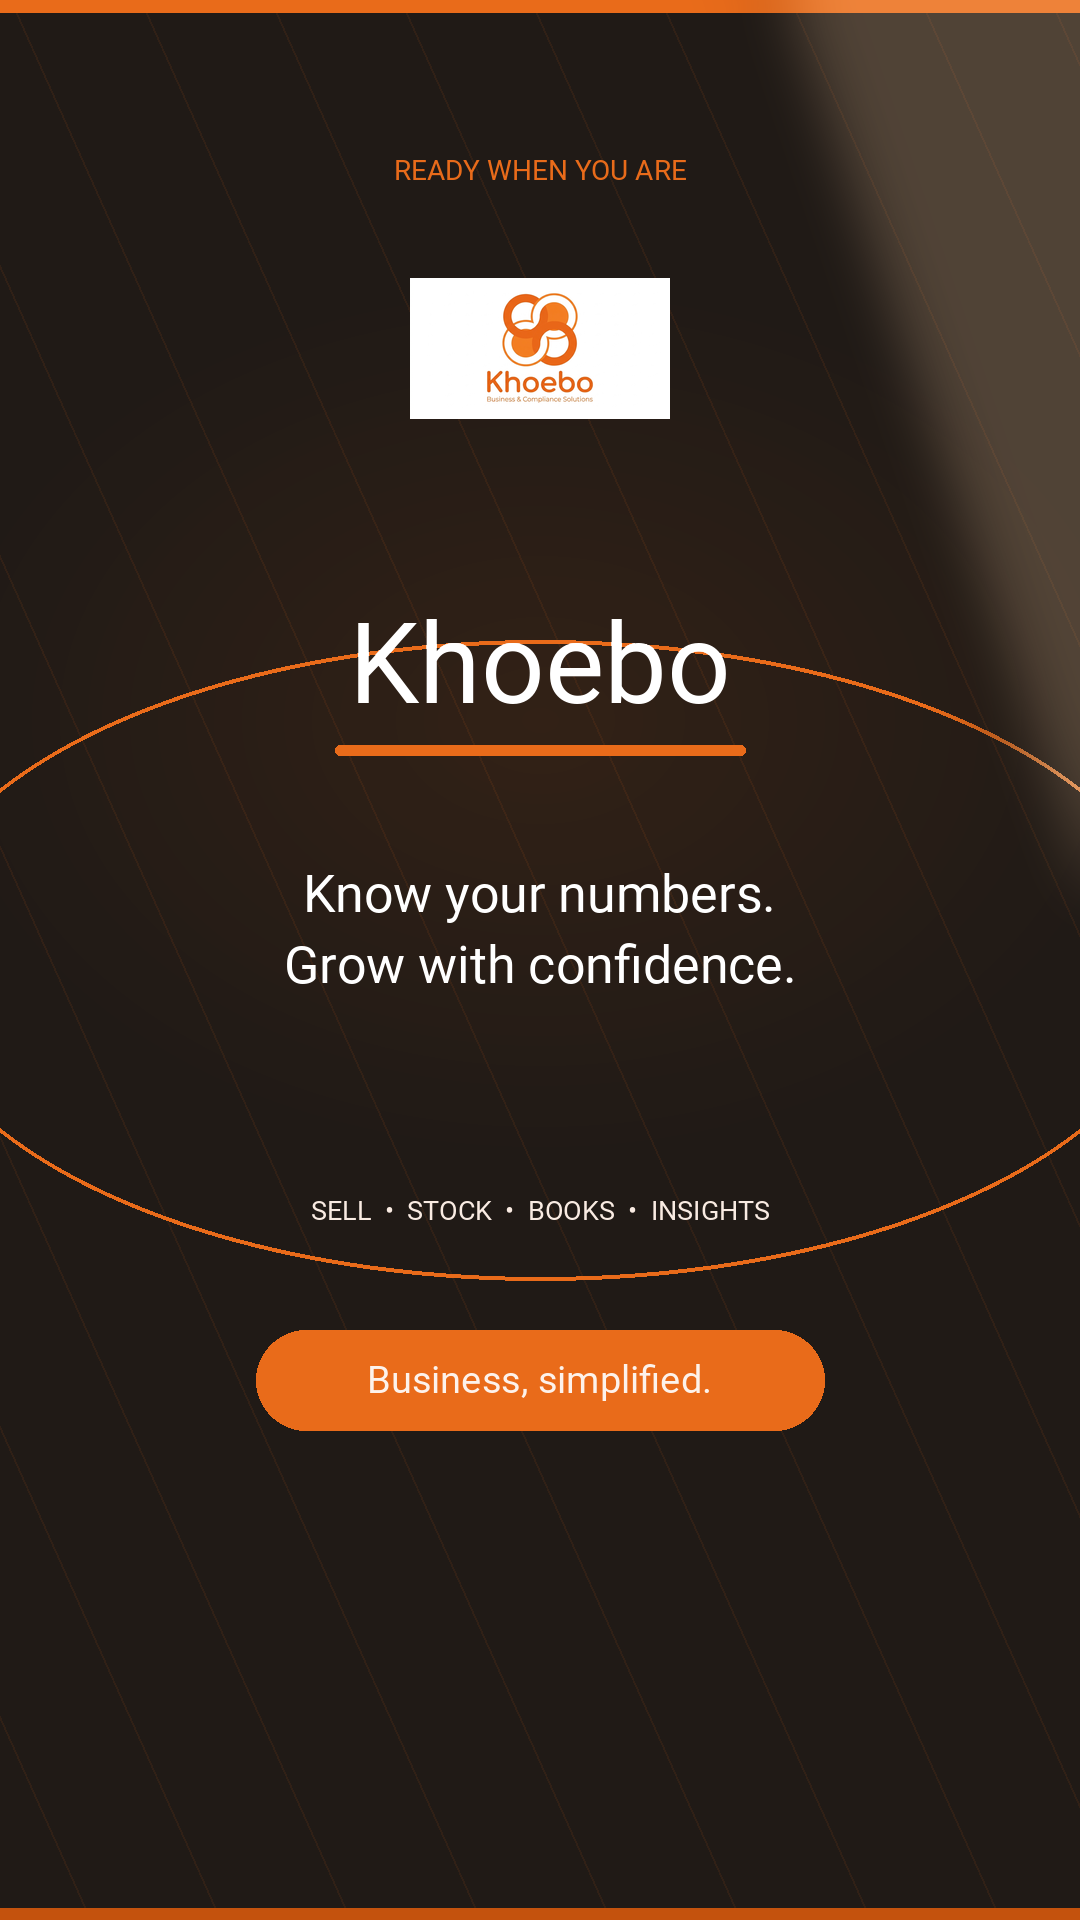 READY WHEN YOU ARE
Khoebo
Business & Compliance Solutions
Khoebo
Know your numbers.
Grow with confidence.
SELL • STOCK • BOOKS • INSIGHTS
Business, simplified.